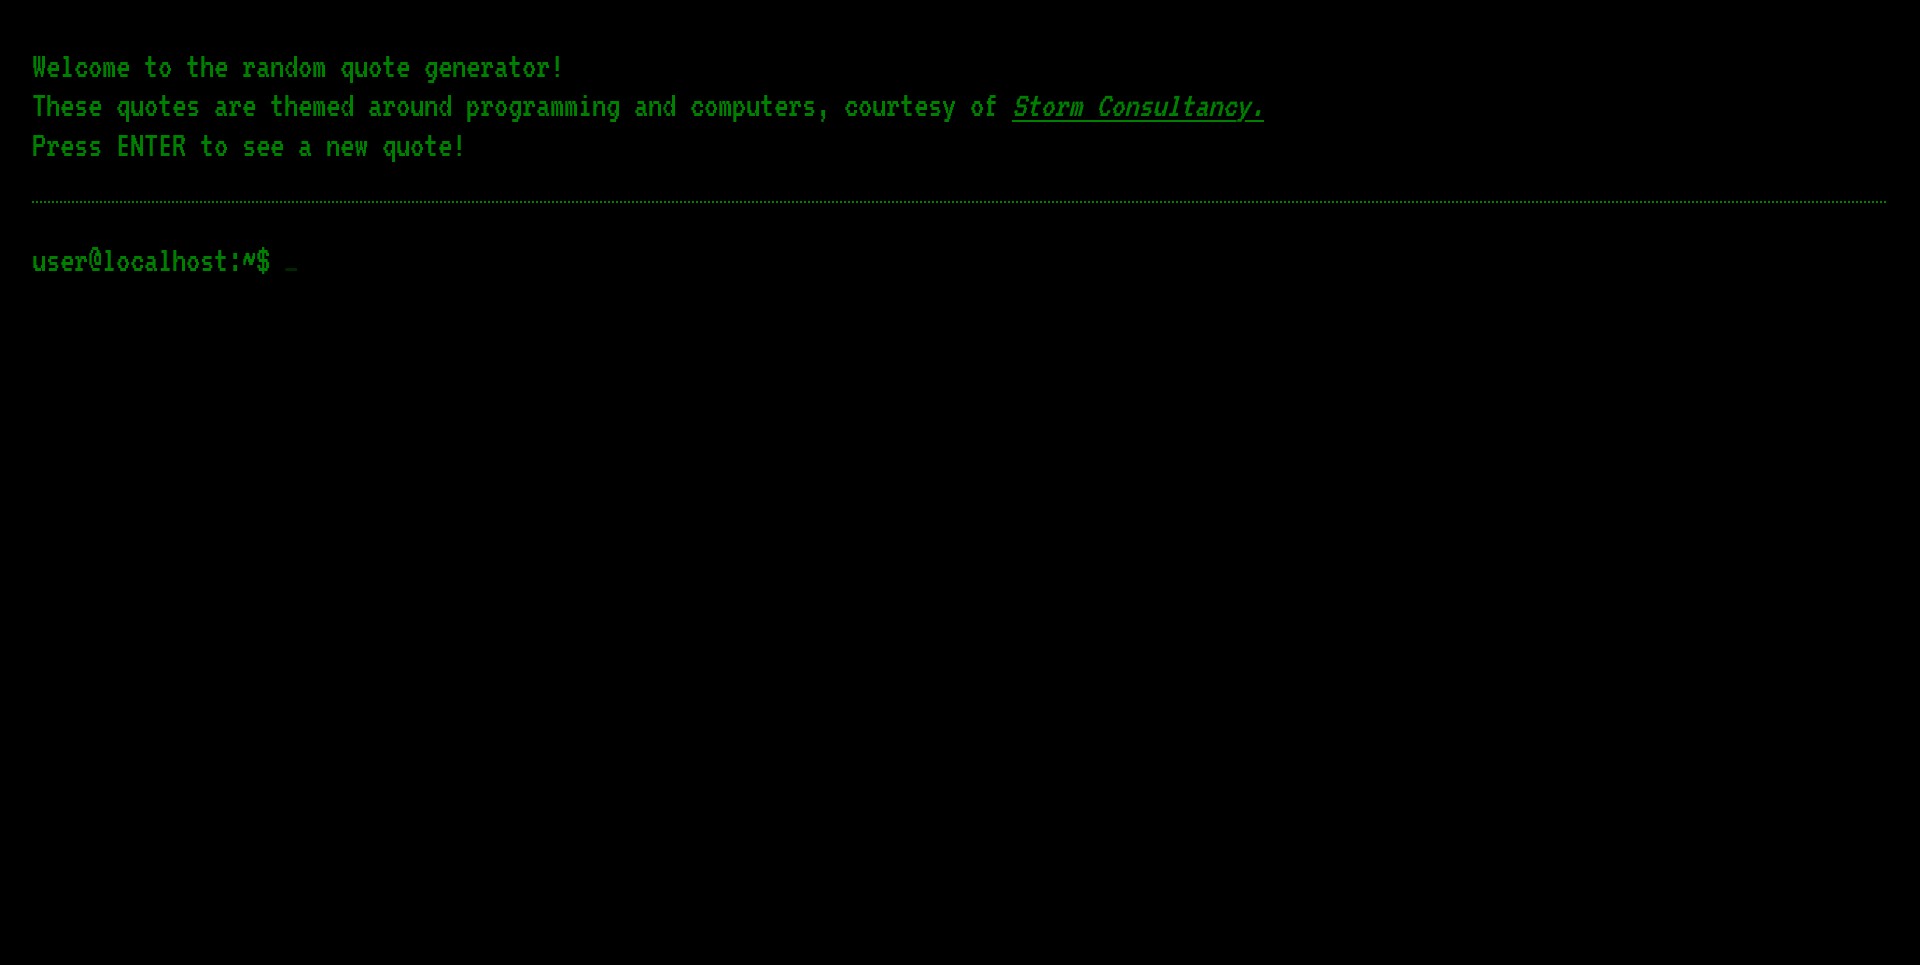 Welcome to the random quote generator!
These quotes are themed around programming and computers, courtesy of Storm Consultancy.
Press ENTER to see a new quote!
user@localhost:~$ _